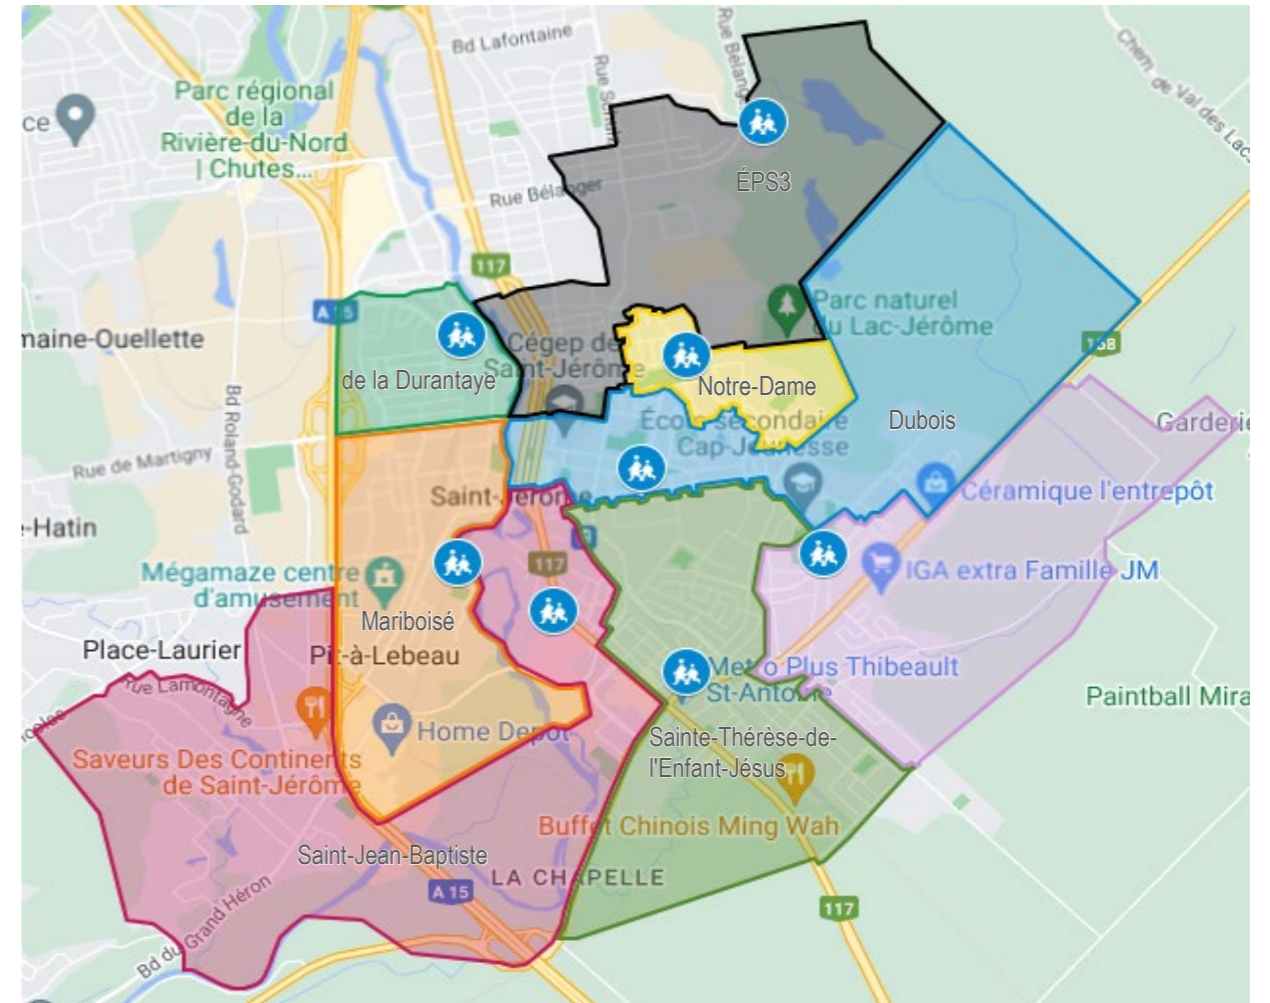 Bd Lafontaine
Rue Bélanger
Chem. de Val des Lacs
Parc régional
de la
Rivière-du-Nord
| Chutes...
ce
ÉPS3
Rue Bélanger
117
A 15
Parc naturel
du Lac-Jérôme
maine-Ouellette
Cégep de
Saint-Jérôme
158
de la Durantaye
Notre-Dame
Bd Roland-Godard
École secondaire
Cap-Jeunesse
Dubois
Garderie
Rue de Martigny
Saint-Jérôme
Céramique l'entrepôt
e-Hatin
117
Mégamaze centre
d'amusement
IGA extra Famille JM
Mariboisé
Place-Laurier
Pit-à-Lebeau
Metro Plus Thibeault
St-Antoine
Rue Lamontagne
Paintball Mira
Home Depot
Sainte-Thérèse-de-
l'Enfant-Jésus
Saveurs Des Continents
de Saint-Jérôme
Buffet Chinois Ming Wah
Saint-Jean-Baptiste
LA CHAPELLE
A 15
117
Bd du Grand Héron